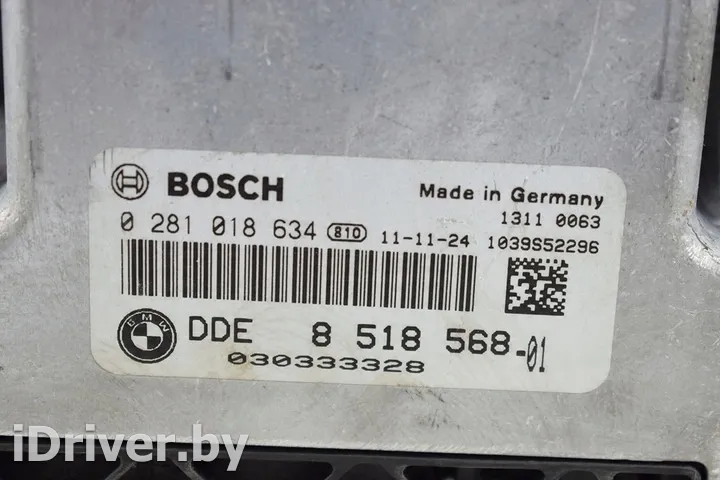 BOSCH Made in Germany
1311 0063
0 281 018 634 810 11-11-24 1039S52296
BMW DDE 8 518 568-01
030333328
iDriver.by